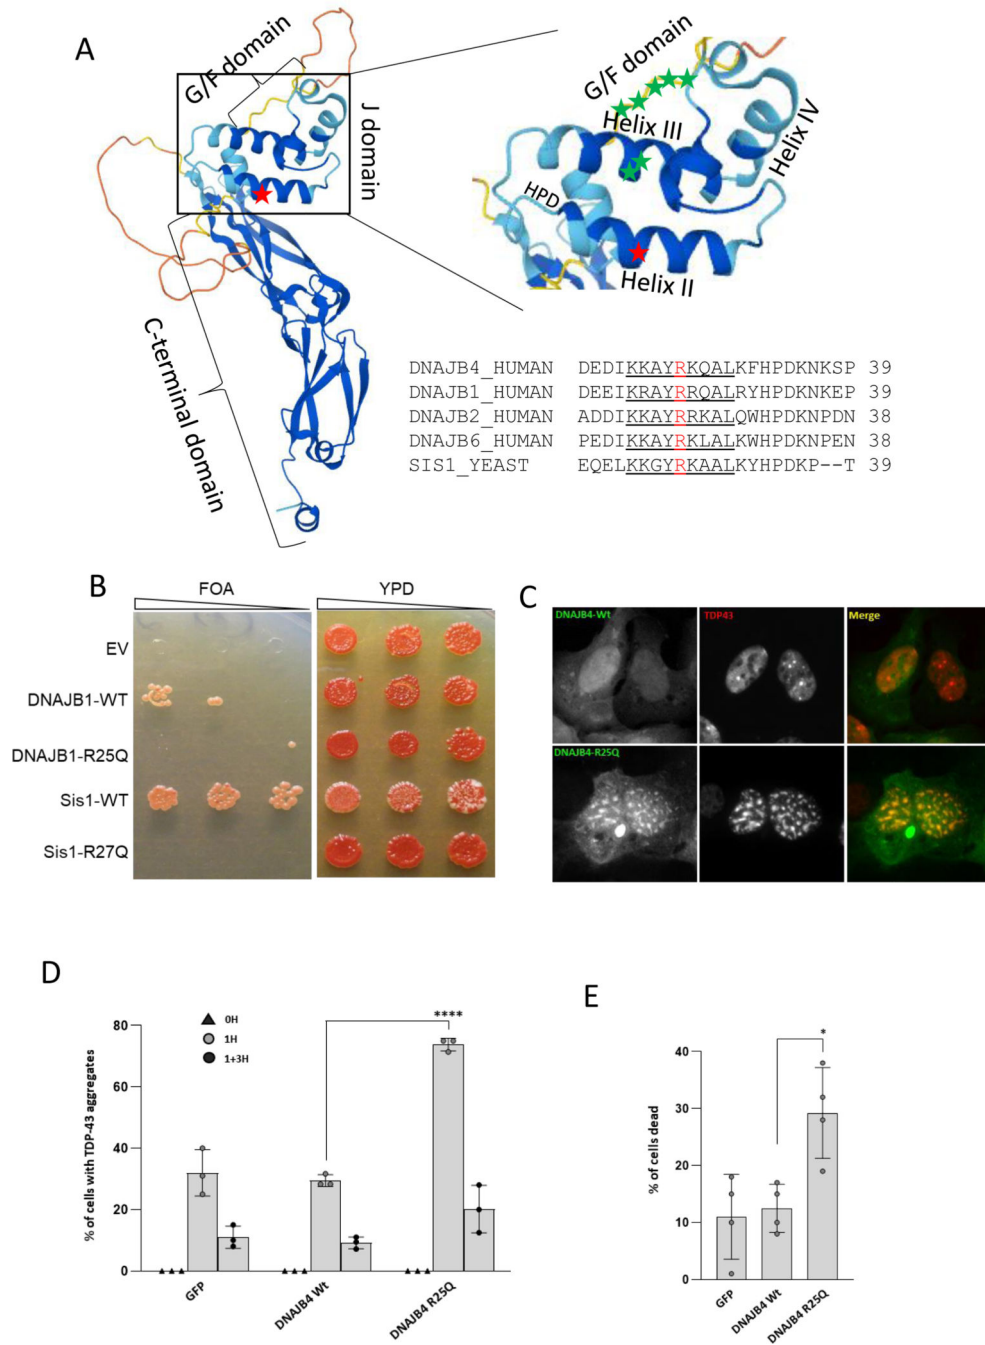 A
G/F domain
J domain
C-terminal domain
G/F domain
Helix III
Helix IV
HPD
Helix II
DNAJB4_HUMAN DEDIKKAYRKQALKFHPDKNKSP 39
DNAJB1_HUMAN DEEIKRAYRRQALRYHPDKNKEP 39
DNAJB2_HUMAN ADDIKKAYRRKALQWHPDKNPDN 38
DNAJB6_HUMAN PEDIKKAYRKLALKWHPDKNPEN 38
SIS1_YEAST EQELKKGYRKAALKYHPDKP--T 39
B
FOA YPD
EV
DNAJB1-WT
DNAJB1-R25Q
Sis1-WT
Sis1-R27Q
C
DNAJB4-Wt TDP43 Merge
DNAJB4-R25Q
D
% of cells with TDP-43 aggregates
80
60
40
20
0
0H
1H
1+3H
****
GFP
DNAJB4 Wt
DNAJB4 R25Q
E
% of cells dead
40
30
20
10
0
*
GFP
DNAJB4 Wt
DNAJB4 R25Q